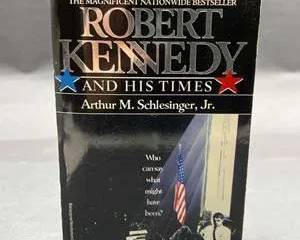 THE MAGNIFICENT NATIONWIDE BESTSELLER
ROBERT
KENNEDY
AND HIS TIMES
Arthur M. Schlesinger, Jr.
Who
can say
what
might
have
been?